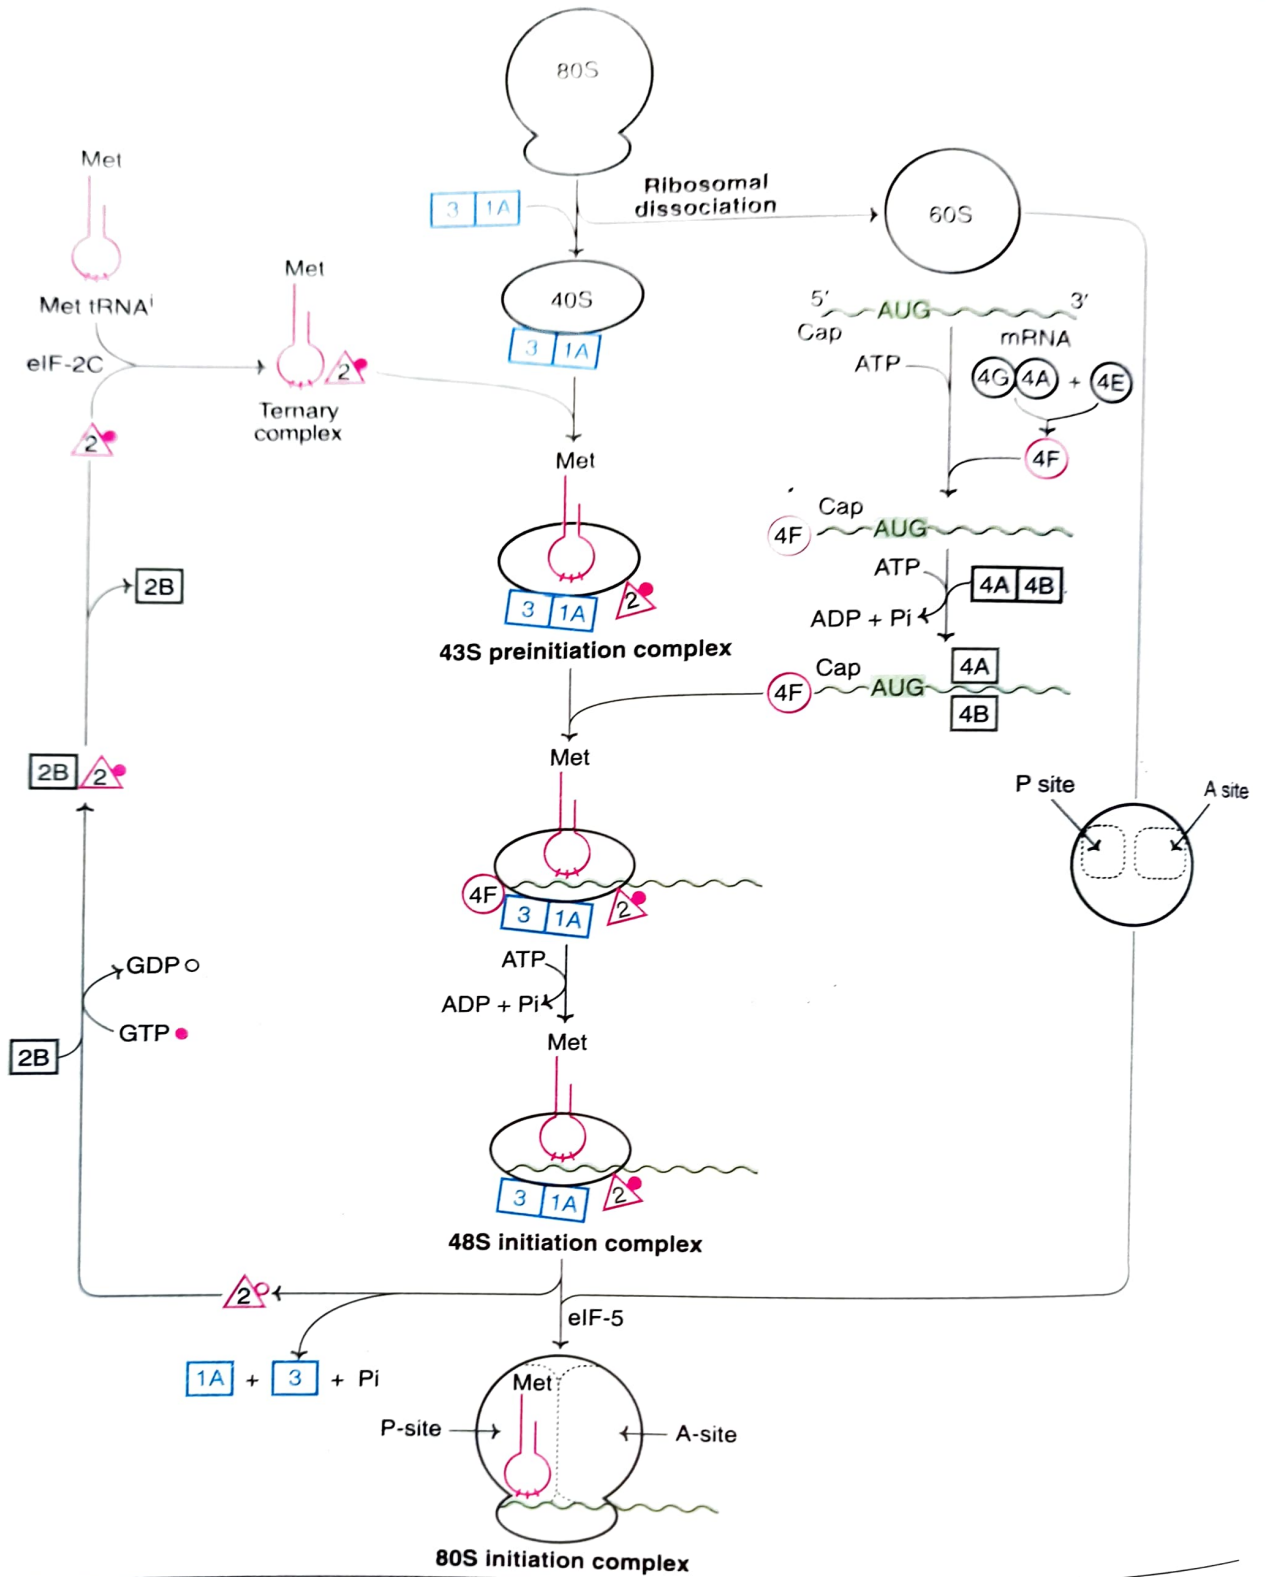 80S
Met
Ribosomal
dissociation
3 1A
60S
Met
40S
5′ AUG 3′
Met tRNAi
Cap
mRNA
3 1A
eIF-2C
2
ATP
4G 4A + 4E
Ternary
complex
2
4F
Met
Cap
4F AUG
ATP
4A 4B
2B
3 1A 2
ADP + Pi
43S preinitiation complex
Cap
4A
4F AUG
4B
Met
2B 2
P site
A site
4F
3 1A 2
ATP
GDP
ADP + Pi
GTP
Met
2B
3 1A 2
48S initiation complex
2
eIF-5
1A + 3 + Pi
Met
P-site
A-site
80S initiation complex